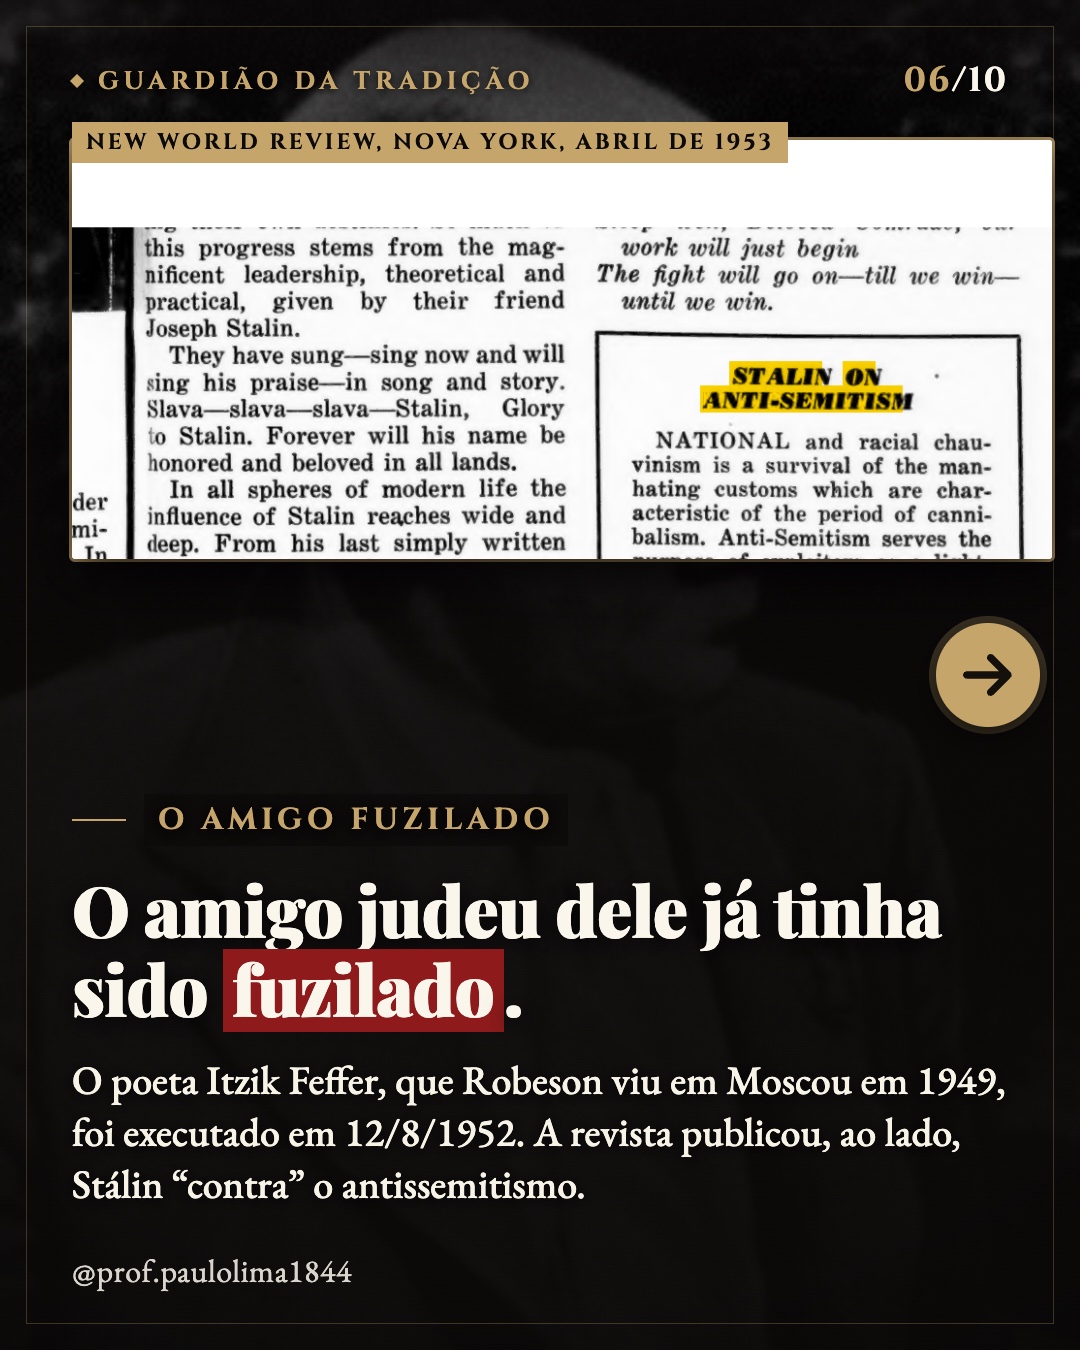 GUARDIÃO DA TRADIÇÃO
06/10
NEW WORLD REVIEW, NOVA YORK, ABRIL DE 1953
this progress stems from the mag-
nificent leadership, theoretical and
practical, given by their friend
Joseph Stalin.
They have sung—sing now and will
sing his praise—in song and story.
Slava—slava—slava—Stalin, Glory
to Stalin. Forever will his name be
honored and beloved in all lands.
In all spheres of modern life the
influence of Stalin reaches wide and
deep. From his last simply written
der
mi-
In
work will just begin
The fight will go on—till we win—
until we win.
STALIN ON
ANTI-SEMITISM
NATIONAL and racial chau-
vinism is a survival of the man-
hating customs which are char-
acteristic of the period of canni-
balism. Anti-Semitism serves the
O AMIGO FUZILADO
O amigo judeu dele já tinha
sido fuzilado.
O poeta Itzik Feffer, que Robeson viu em Moscou em 1949,
foi executado em 12/8/1952. A revista publicou, ao lado,
Stálin “contra” o antissemitismo.
@prof.paulolima1844